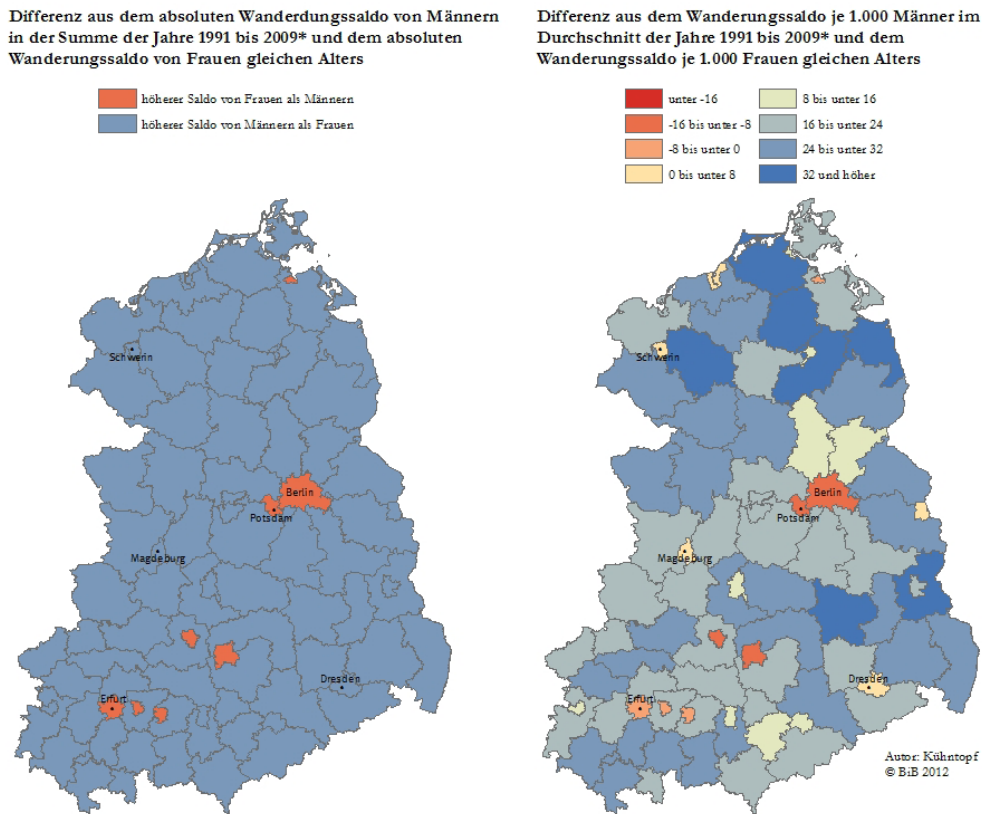 Differenz aus dem absoluten Wanderdungssaldo von Männern
in der Summe der Jahre 1991 bis 2009* und dem absoluten
Wanderungssaldo von Frauen gleichen Alters
höherer Saldo von Frauen als Männern
höherer Saldo von Männern als Frauen
Schwerin
Berlin
Potsdam
Magdeburg
Dresden
Erfurt
Differenz aus dem Wanderungssaldo je 1.000 Männer im
Durchschnitt der Jahre 1991 bis 2009* und dem
Wanderungssaldo je 1.000 Frauen gleichen Alters
unter -16
-16 bis unter -8
-8 bis unter 0
0 bis unter 8
8 bis unter 16
16 bis unter 24
24 bis unter 32
32 und höher
Schwerin
Berlin
Potsdam
Magdeburg
Dresden
Erfurt
Autor: Kühntopf
© BiB 2012